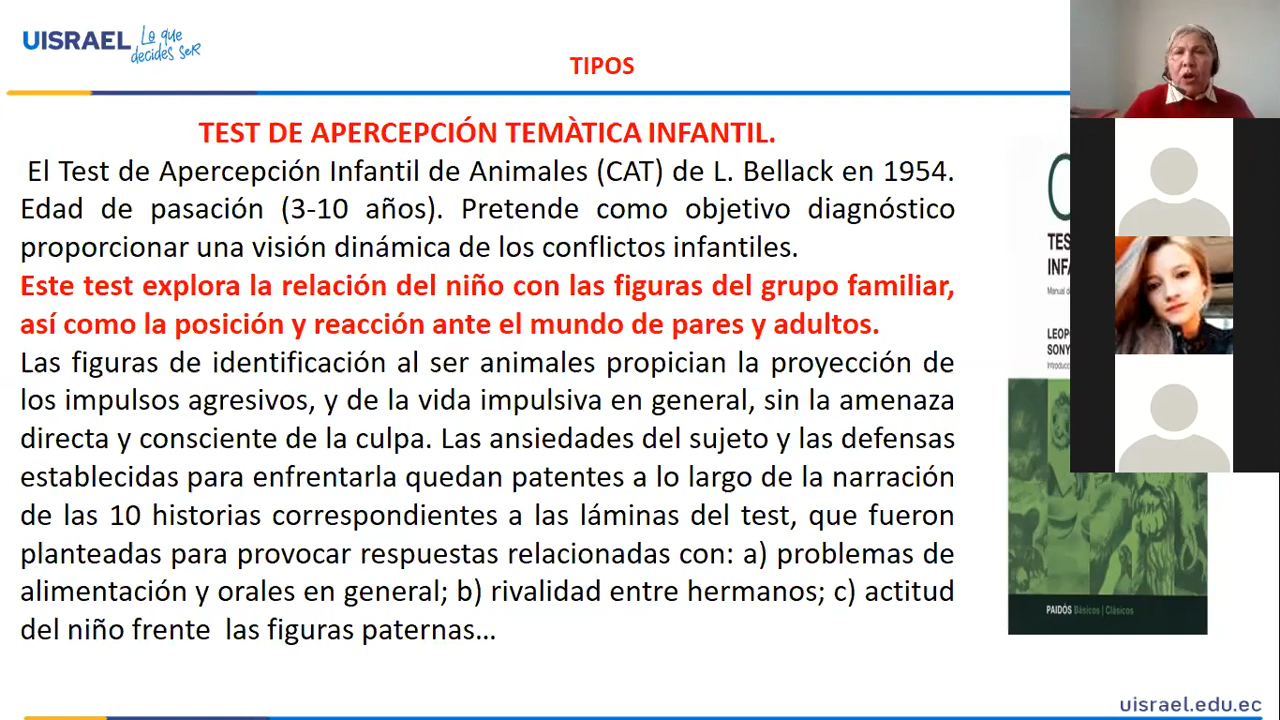 UISRAEL Lo que decides seR
TIPOS
TEST DE APERCEPCIÓN TEMÀTICA INFANTIL.
El Test de Apercepción Infantil de Animales (CAT) de L. Bellack en 1954.
Edad de pasación (3-10 años). Pretende como objetivo diagnóstico
proporcionar una visión dinámica de los conflictos infantiles.
Este test explora la relación del niño con las figuras del grupo familiar,
así como la posición y reacción ante el mundo de pares y adultos.
Las figuras de identificación al ser animales propician la proyección de
los impulsos agresivos, y de la vida impulsiva en general, sin la amenaza
directa y consciente de la culpa. Las ansiedades del sujeto y las defensas
establecidas para enfrentarla quedan patentes a lo largo de la narración
de las 10 historias correspondientes a las láminas del test, que fueron
planteadas para provocar respuestas relacionadas con: a) problemas de
alimentación y orales en general; b) rivalidad entre hermanos; c) actitud
del niño frente  las figuras paternas...
TES
INFA
Manual d
LEOP
SONY
Introducc
PAIDÓS Básicos | Clásicos
uisrael.edu.ec